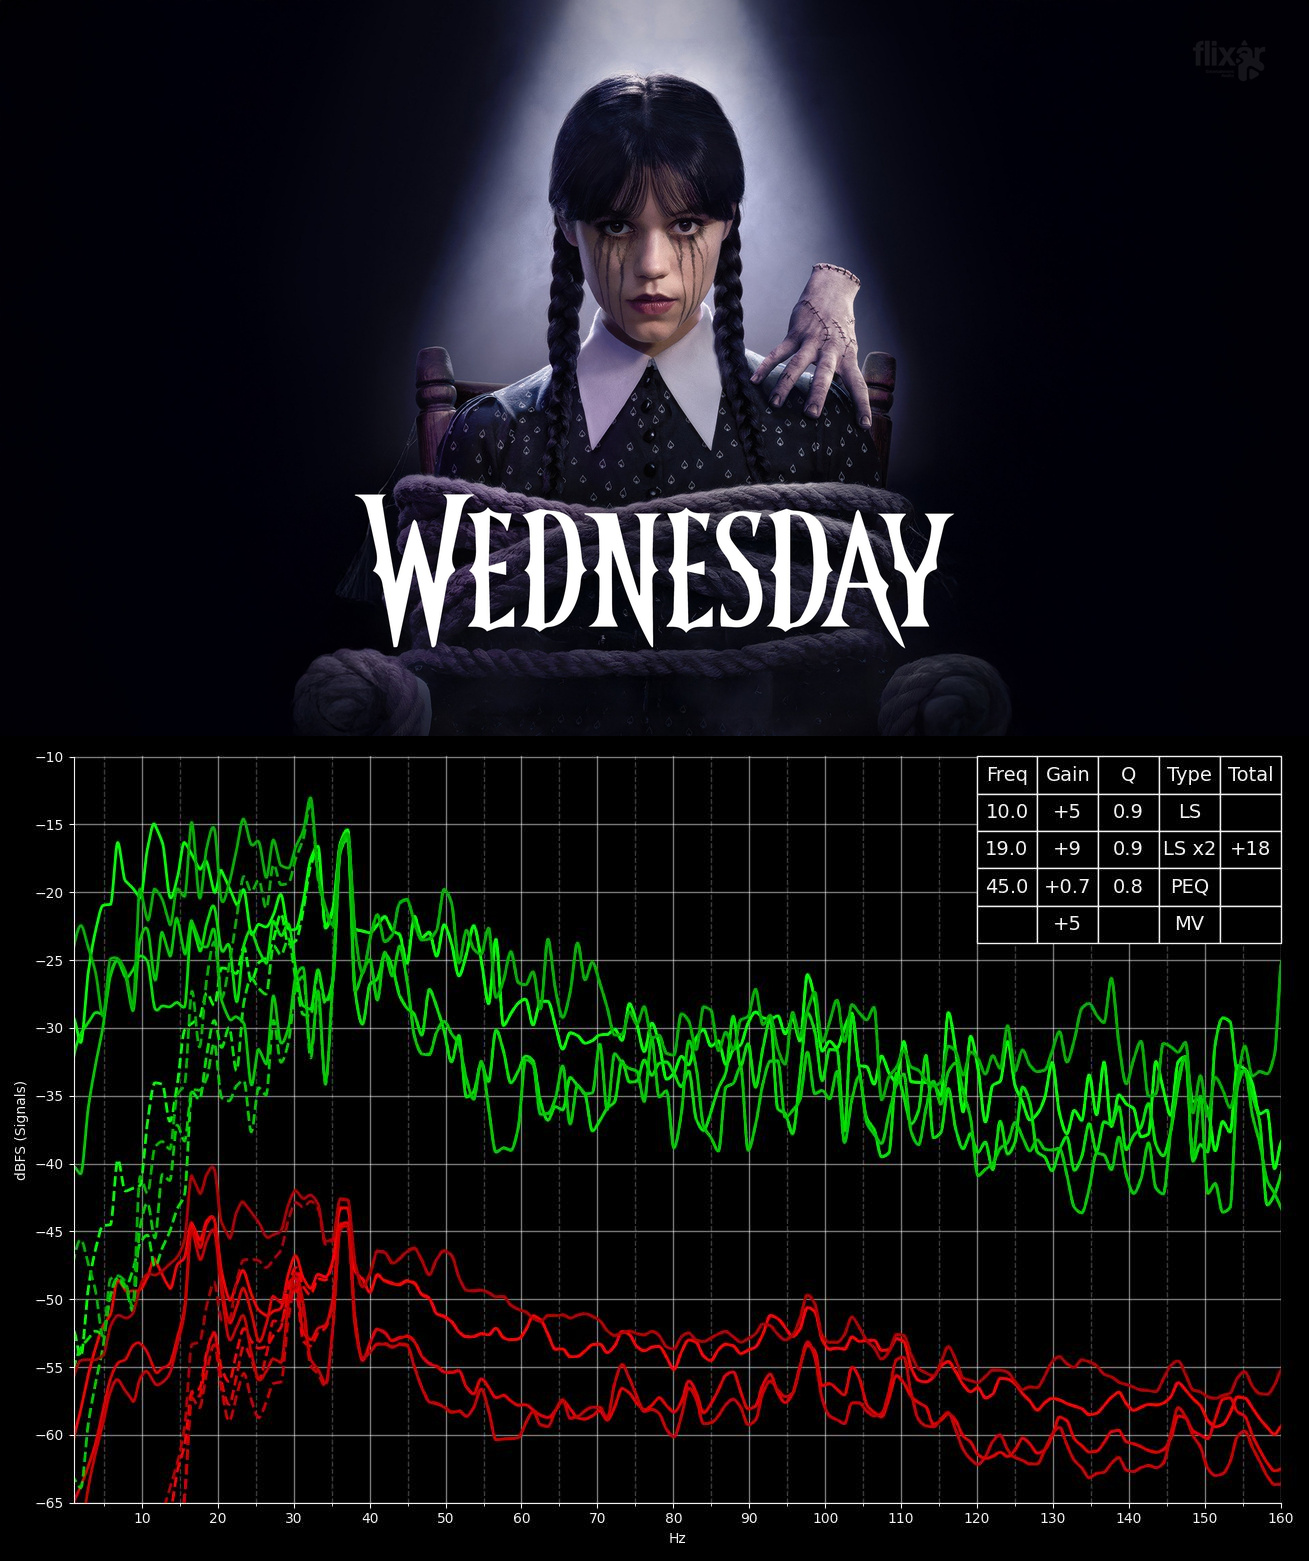 flixər
WEDNESDAY
Freq Gain Q Type Total
10.0 +5 0.9 LS
19.0 +9 0.9 LS x2 +18
45.0 +0.7 0.8 PEQ
+5 MV
−10
−15
−20
−25
−30
−35
−40
−45
−50
−55
−60
−65
dBFS (Signals)
10 20 30 40 50 60 70 80 90 100 110 120 130 140 150 160
Hz